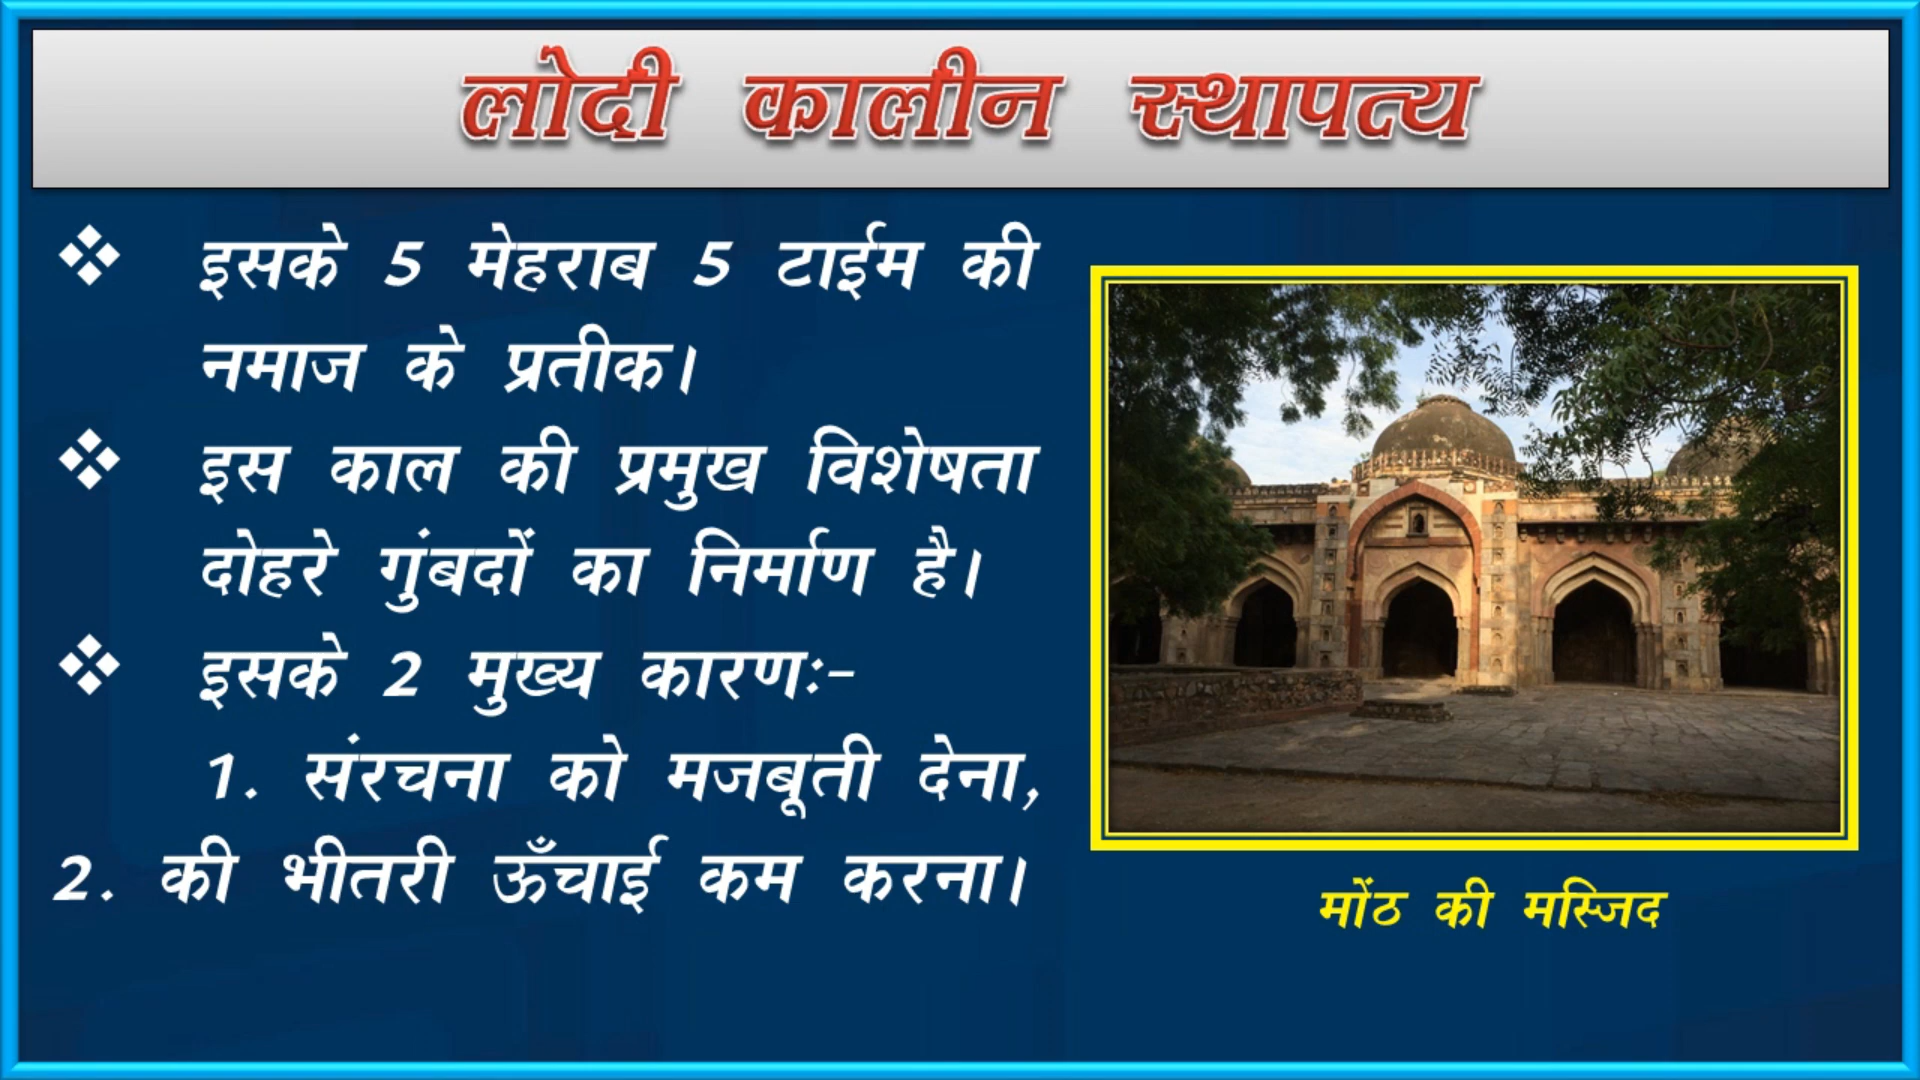 लोदी कालीन स्थापत्य
❖ इसके 5 मेहराब 5 टाईम की
नमाज के प्रतीक।
❖ इस काल की प्रमुख विशेषता
दोहरे गुंबदों का निर्माण है।
❖ इसके 2 मुख्य कारण:-
1. संरचना को मजबूती देना,
2. की भीतरी ऊँचाई कम करना।
मोंठ की मस्जिद